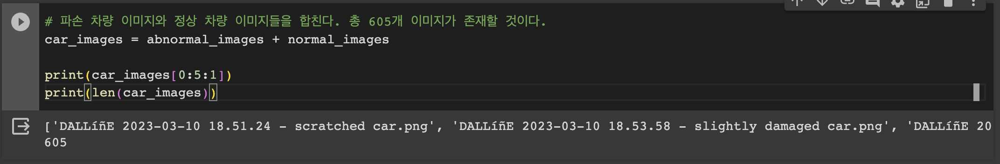 # 파손 차량 이미지와 정상 차량 이미지들을 합친다. 총 605개 이미지가 존재할 것이다.
car_images = abnormal_images + normal_images
print(car_images[0:5:1])
print(len(car_images))
['DALLíñE 2023-03-10 18.51.24 - scratched car.png', 'DALLíñE 2023-03-10 18.53.58 - slightly damaged car.png', 'DALLíñE 20
605